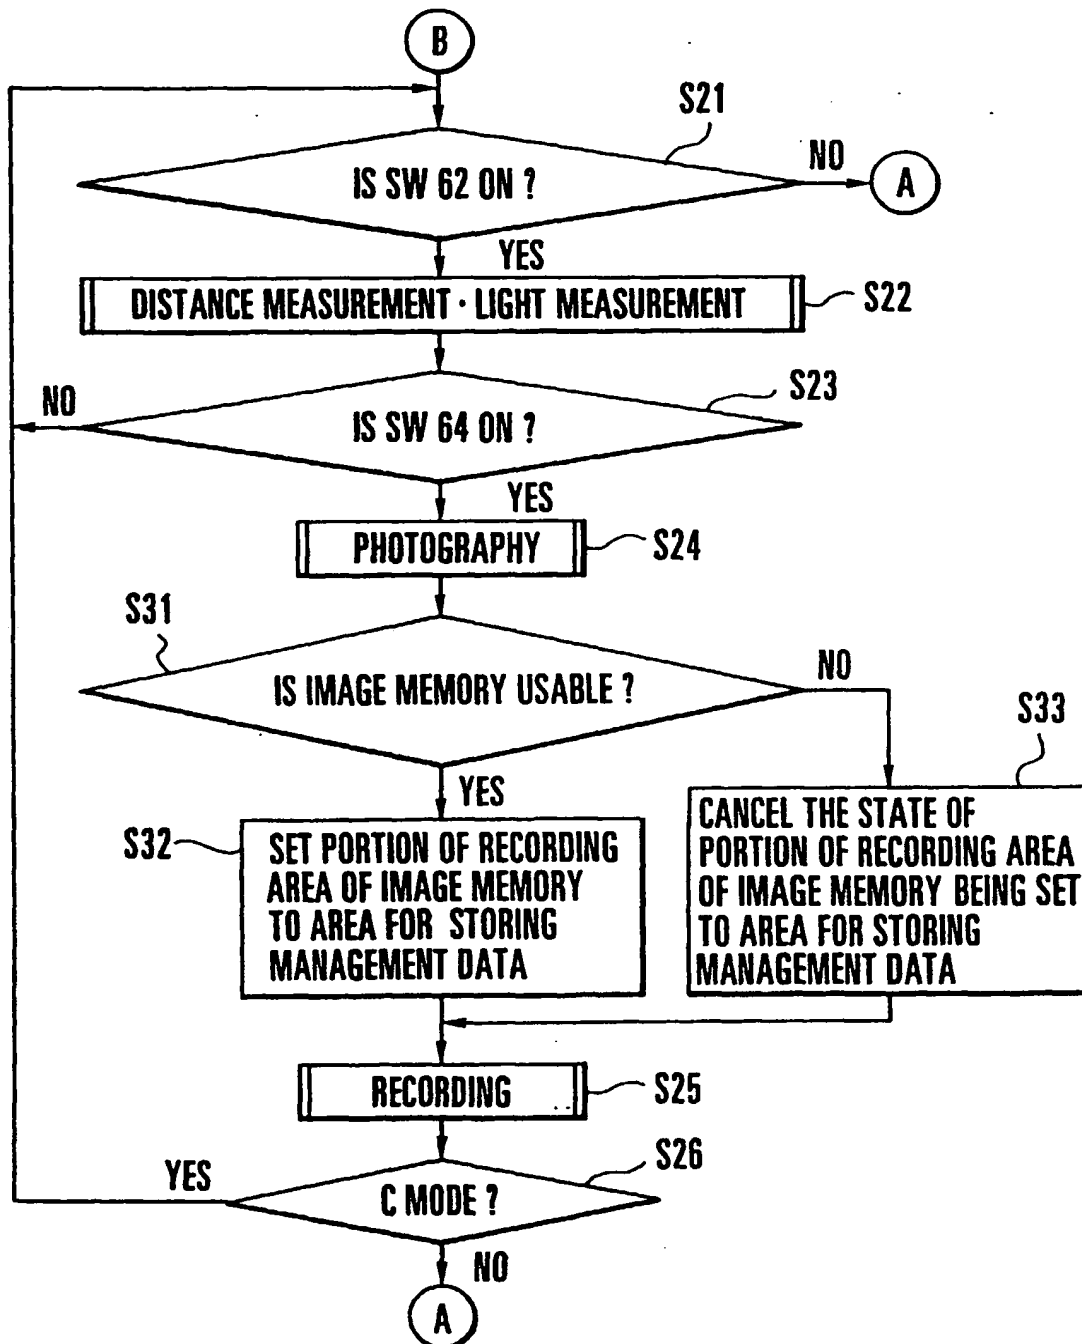 B
S21
IS SW 62 ON ?
NO
A
YES
DISTANCE MEASUREMENT · LIGHT MEASUREMENT
S22
S23
NO
IS SW 64 ON ?
YES
PHOTOGRAPHY
S24
S31
IS IMAGE MEMORY USABLE ?
NO
S33
YES
S32
SET PORTION OF RECORDING
AREA OF IMAGE MEMORY
TO AREA FOR STORING
MANAGEMENT DATA
CANCEL THE STATE OF
PORTION OF RECORDING AREA
OF IMAGE MEMORY BEING SET
TO AREA FOR STORING
MANAGEMENT DATA
RECORDING
S25
S26
YES
C MODE ?
NO
A